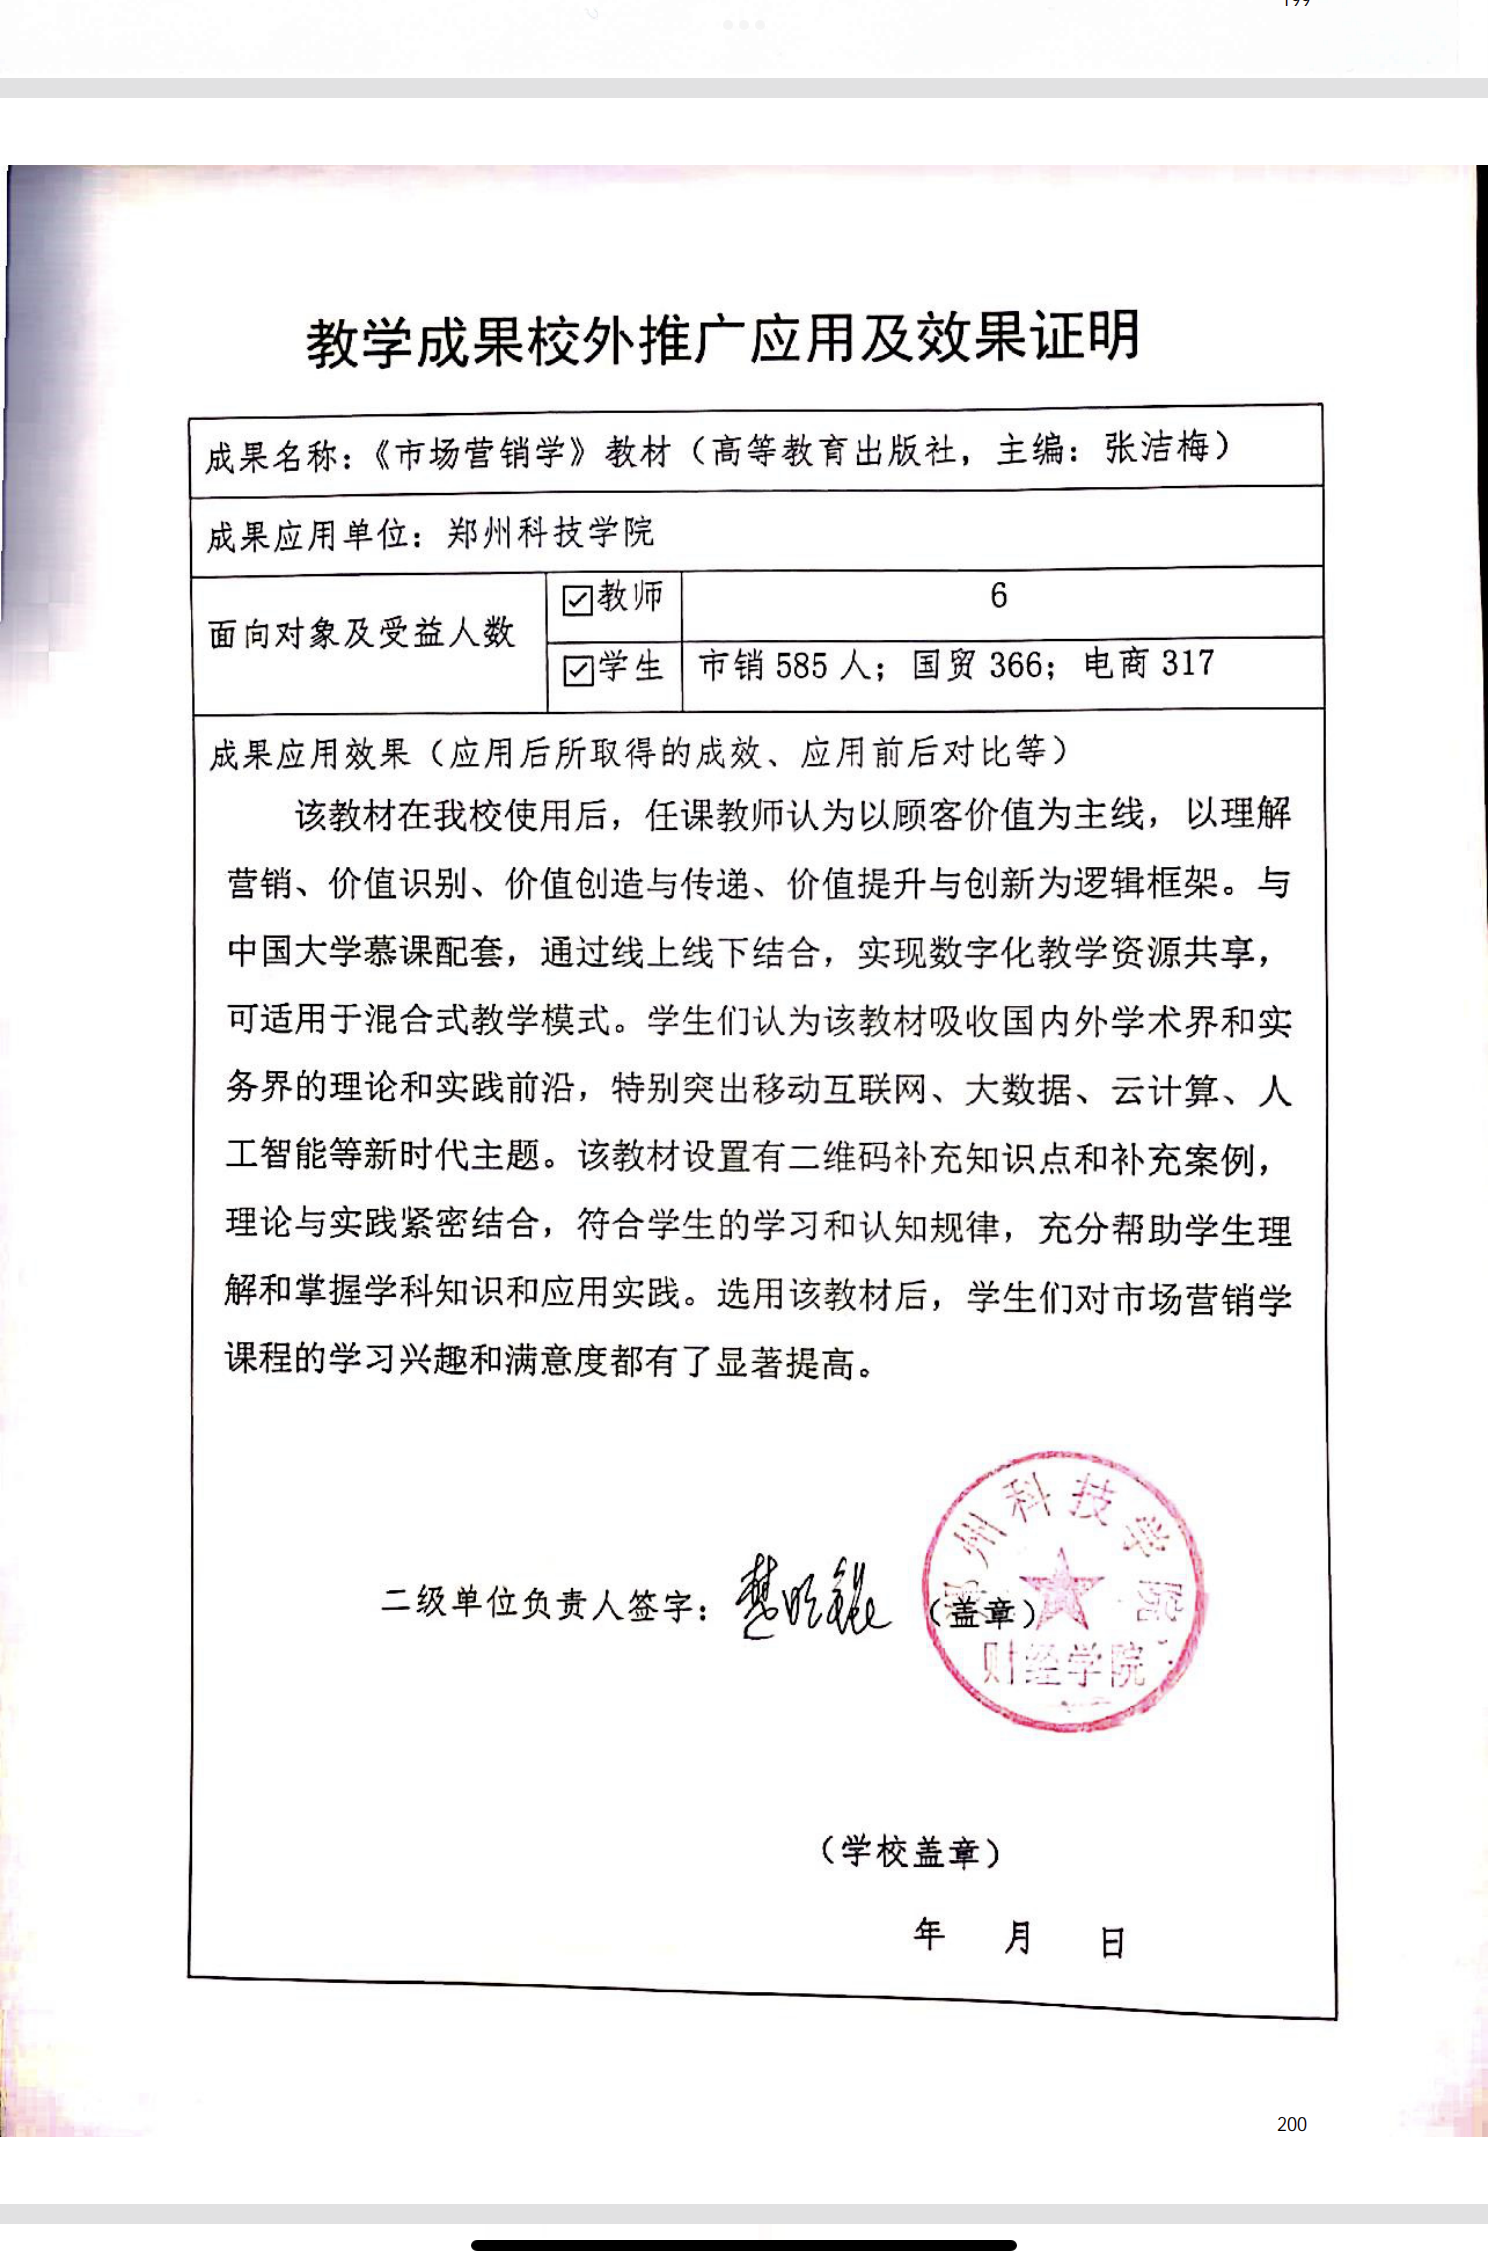 教学成果校外推广应用及效果证明
成果名称：《市场营销学》教材（高等教育出版社，主编：张洁梅）
成果应用单位：郑州科技学院
面向对象及受益人数
☑教师
6
☑学生
市销 585 人；国贸 366；电商 317
成果应用效果（应用后所取得的成效、应用前后对比等）
该教材在我校使用后，任课教师认为以顾客价值为主线，以理解
营销、价值识别、价值创造与传递、价值提升与创新为逻辑框架。与
中国大学慕课配套，通过线上线下结合，实现数字化教学资源共享，
可适用于混合式教学模式。学生们认为该教材吸收国内外学术界和实
务界的理论和实践前沿，特别突出移动互联网、大数据、云计算、人
工智能等新时代主题。该教材设置有二维码补充知识点和补充案例，
理论与实践紧密结合，符合学生的学习和认知规律，充分帮助学生理
解和掌握学科知识和应用实践。选用该教材后，学生们对市场营销学
课程的学习兴趣和满意度都有了显著提高。
郑州科技学院
二级单位负责人签字：
（盖章）
财经学院
（学校盖章）
年 月 日
200